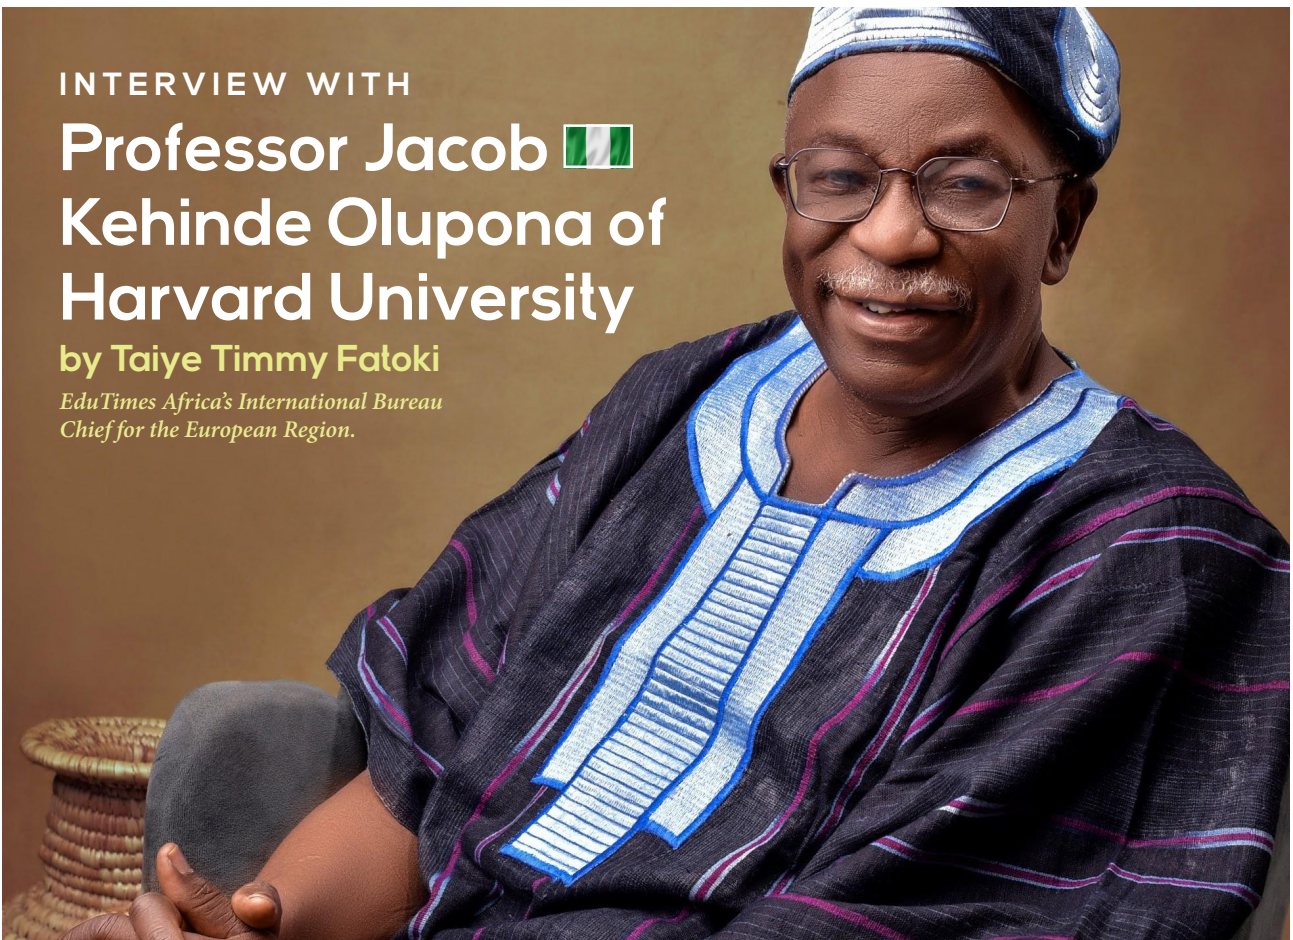 INTERVIEW WITH
Professor Jacob
Kehinde Olupona of
Harvard University
by Taiye Timmy Fatoki
EduTimes Africa's International Bureau
Chief for the European Region.